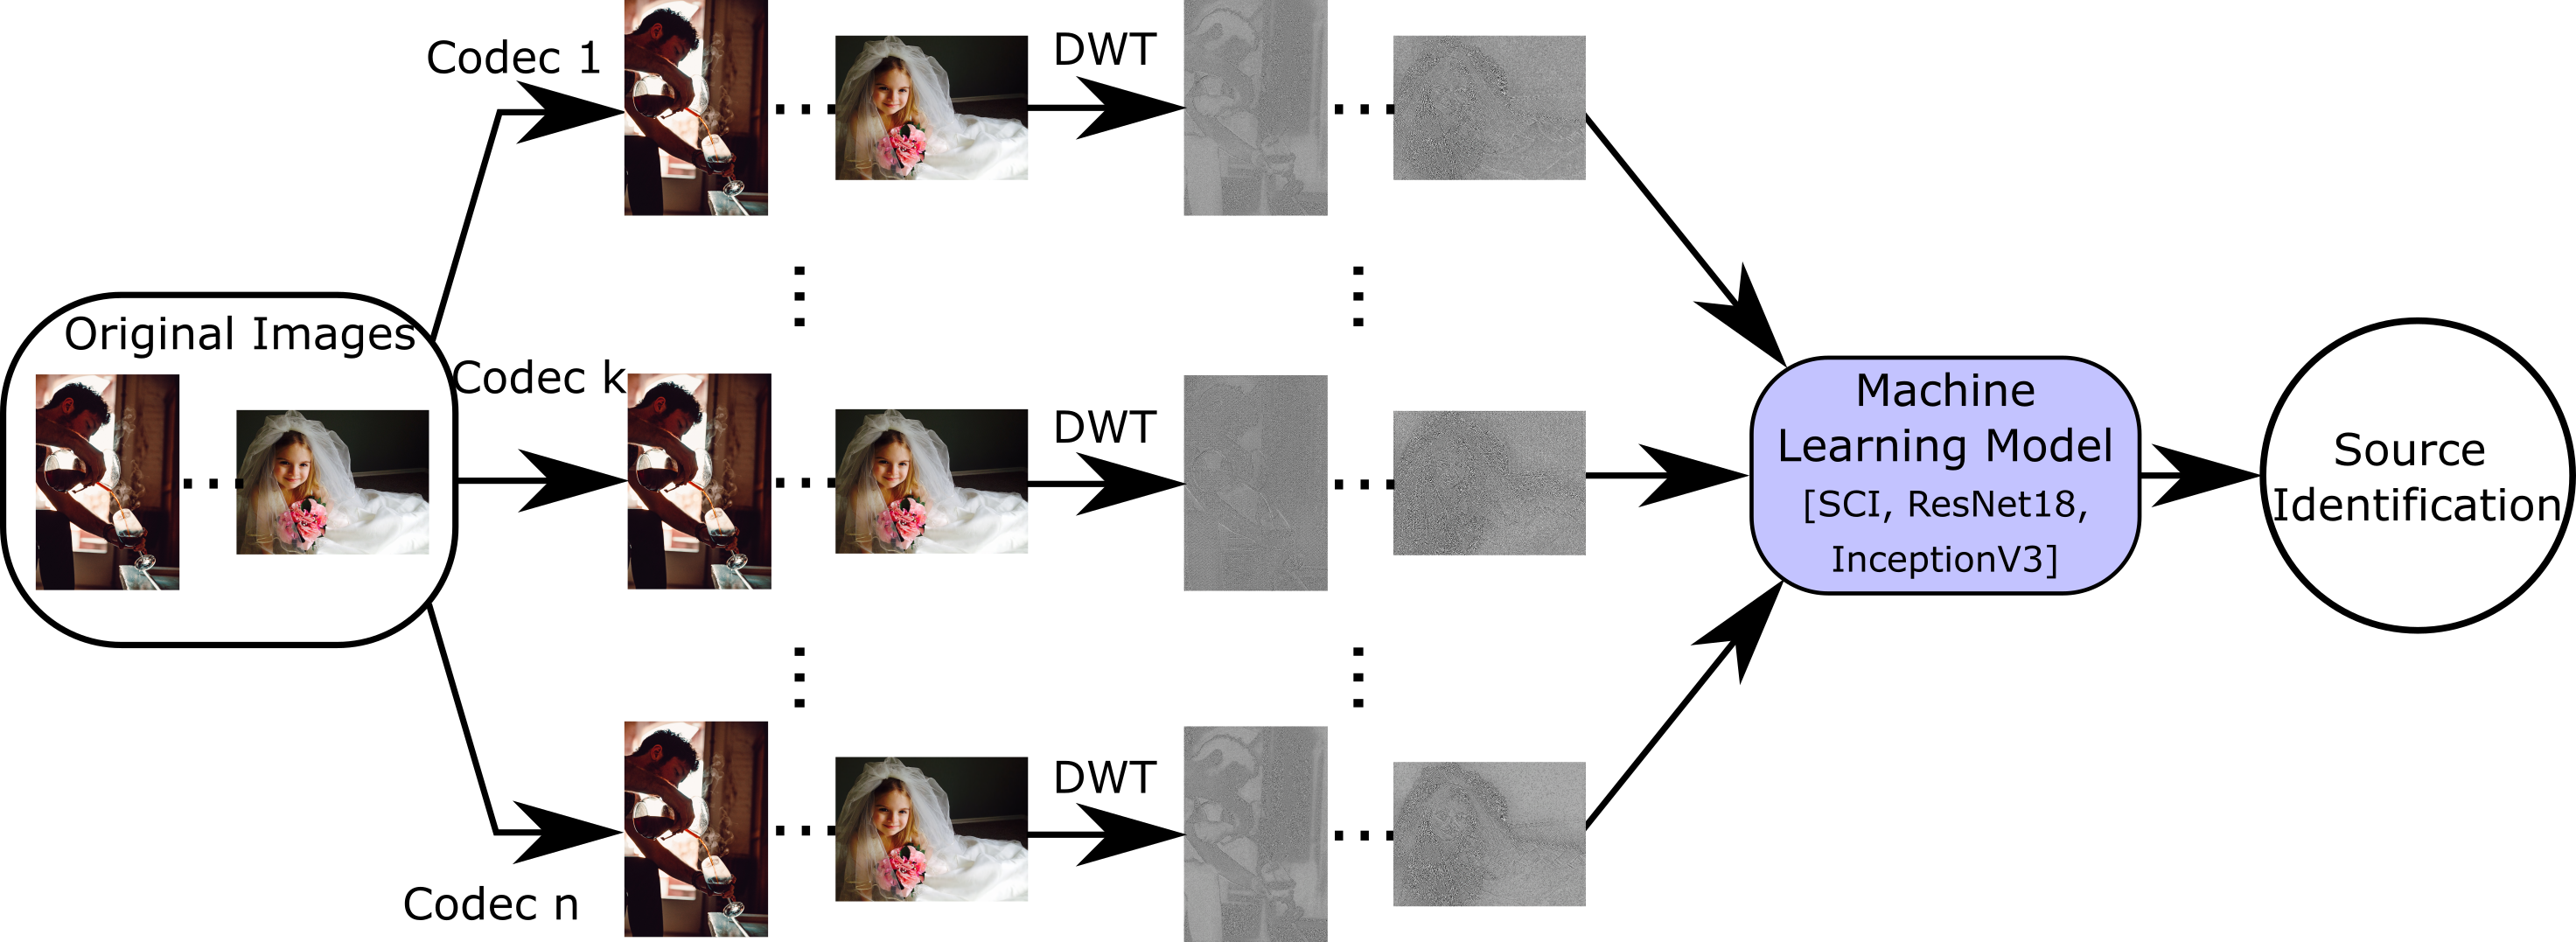 Codec 1
DWT
Original Images
Codec k
DWT
Machine
Learning Model
[SCI, ResNet18,
InceptionV3]
Source
Identification
Codec n
DWT